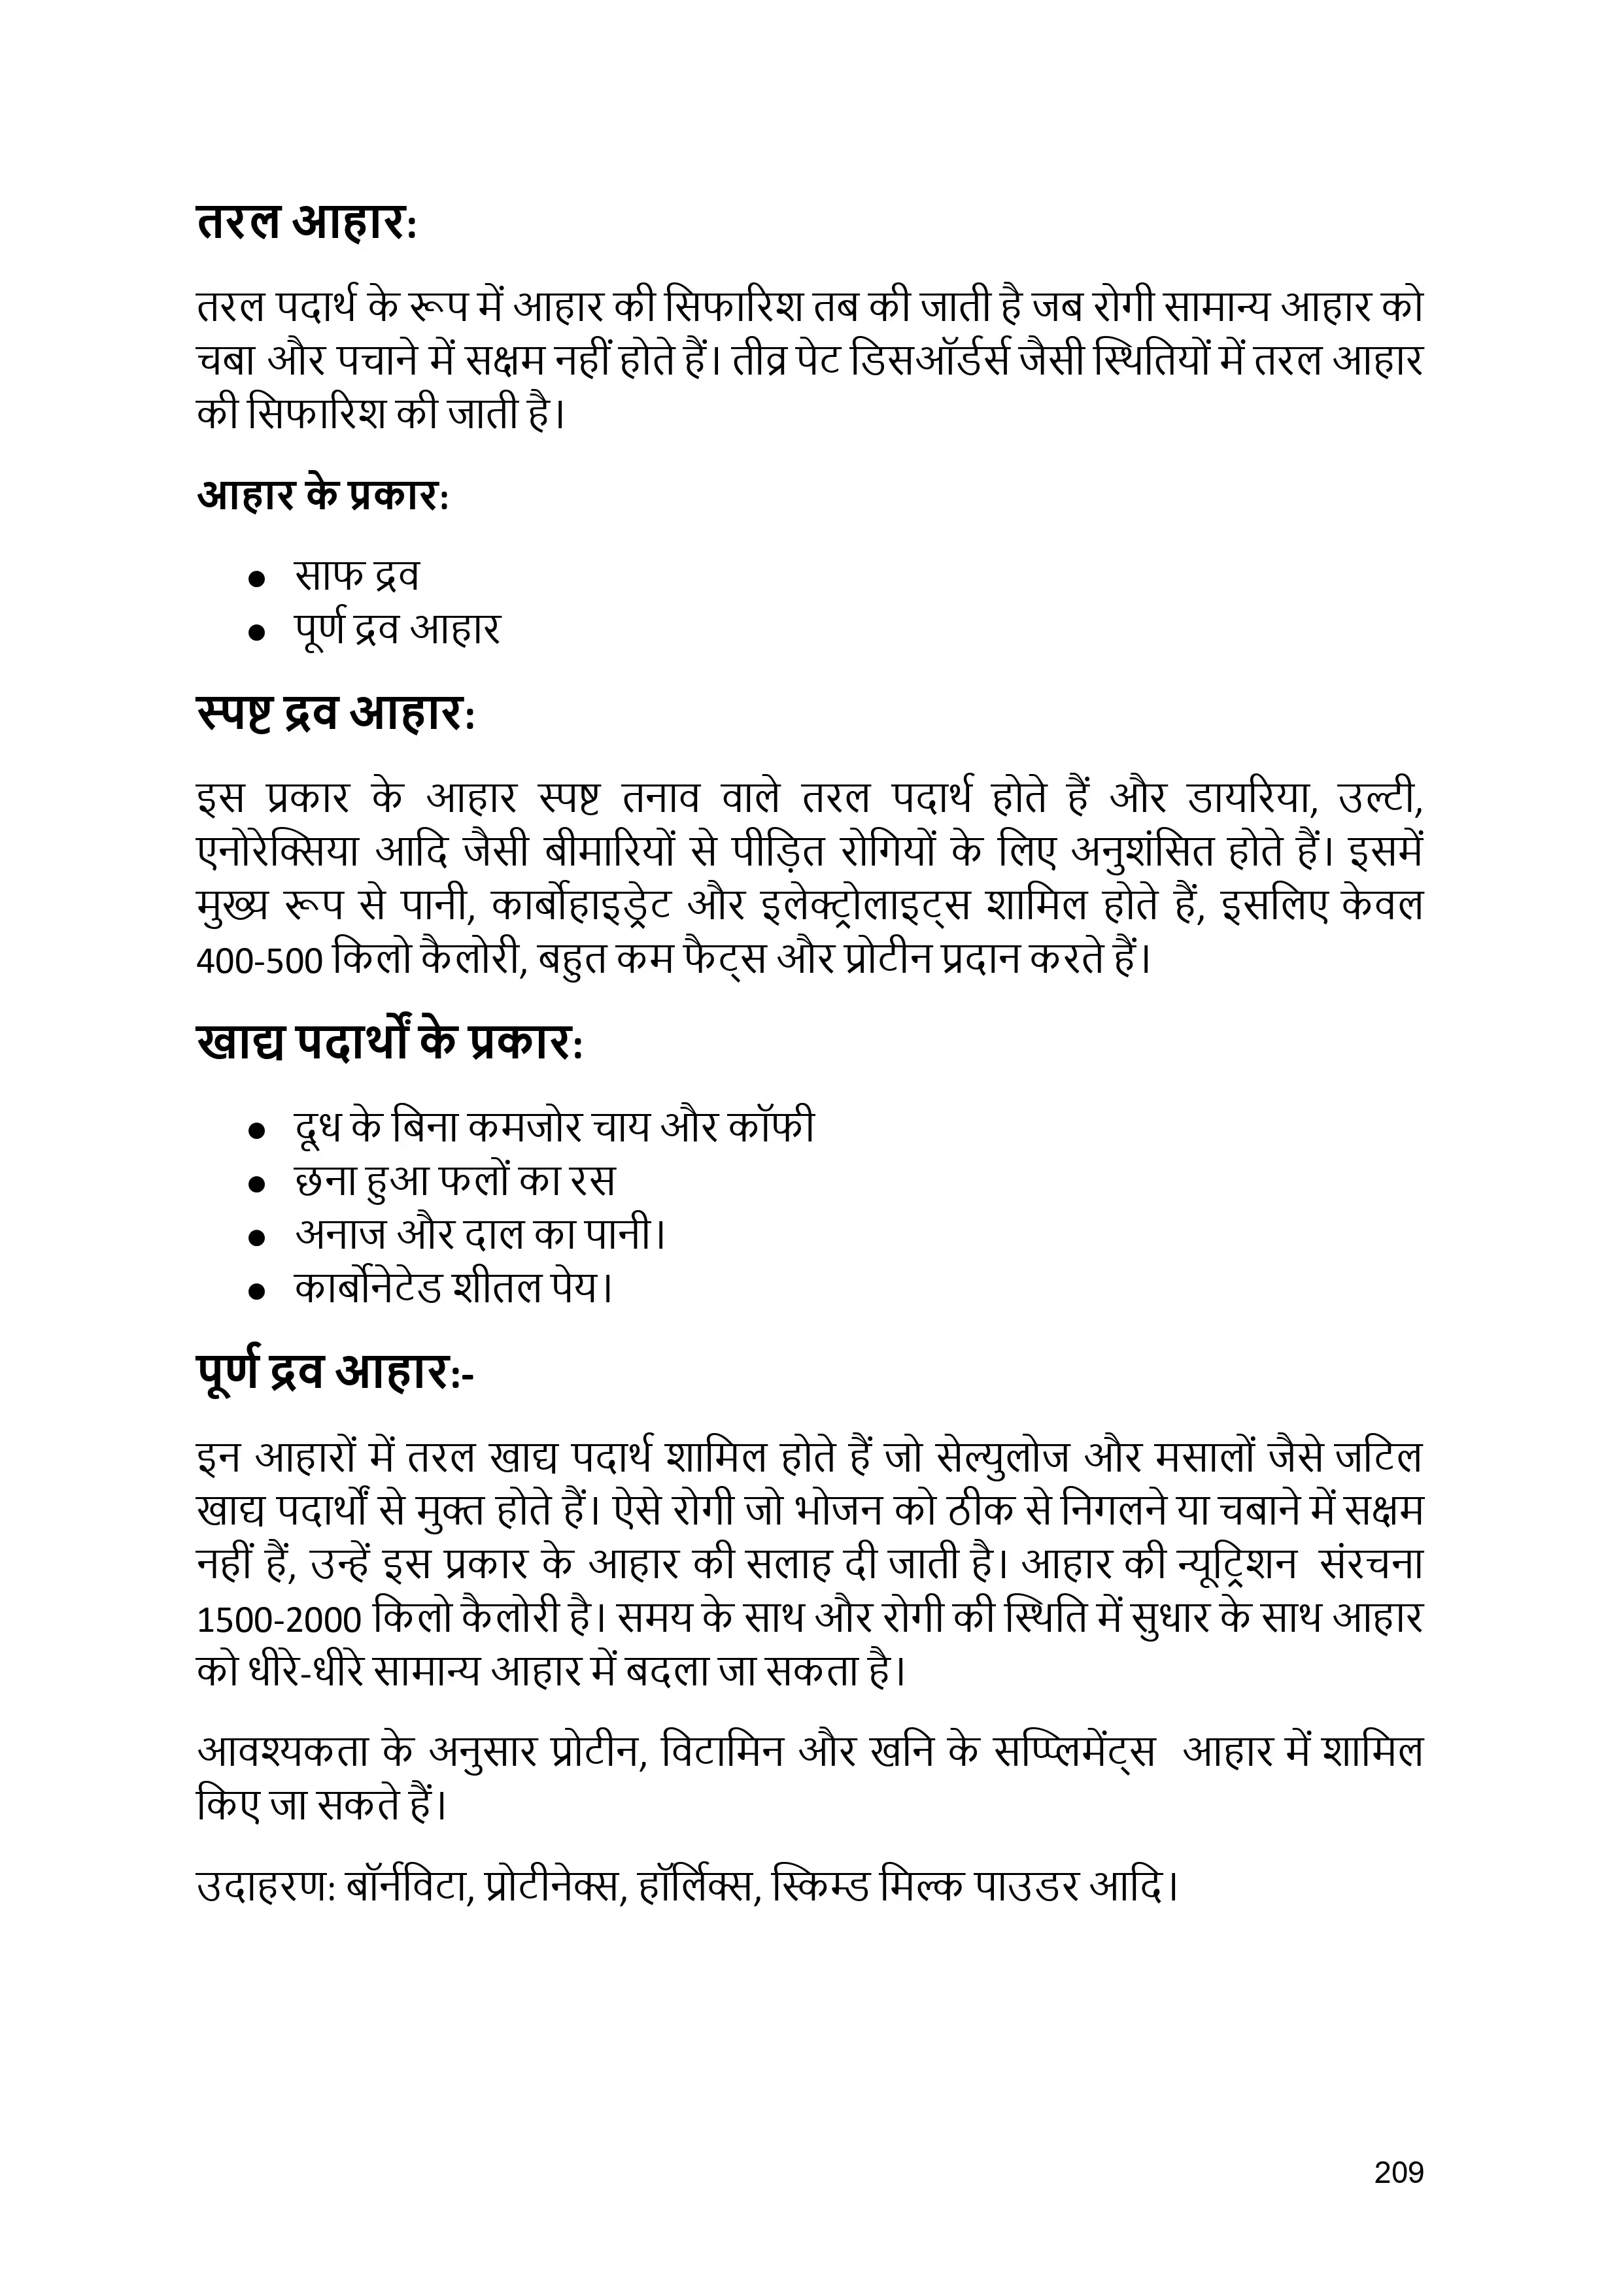 तरल आहार:
तरल पदार्थ के रूप में आहार की सिफारिश तब की जाती है जब रोगी सामान्य आहार को
चबा और पचाने में सक्षम नहीं होते हैं। तीव्र पेट डिसऑर्डर्स जैसी स्थितियों में तरल आहार
की सिफारिश की जाती है।
आहार के प्रकार:
● साफ द्रव
● पूर्ण द्रव आहार
स्पष्ट द्रव आहार:
इस प्रकार के आहार स्पष्ट तनाव वाले तरल पदार्थ होते हैं और डायरिया, उल्टी,
एनोरेक्सिया आदि जैसी बीमारियों से पीड़ित रोगियों के लिए अनुशंसित होते हैं। इसमें
मुख्य रूप से पानी, कार्बोहाइड्रेट और इलेक्ट्रोलाइट्स शामिल होते हैं, इसलिए केवल
400-500 किलो कैलोरी, बहुत कम फैट्स और प्रोटीन प्रदान करते हैं।
खाद्य पदार्थों के प्रकार:
● दूध के बिना कमजोर चाय और कॉफी
● छना हुआ फलों का रस
● अनाज और दाल का पानी।
● कार्बोनेटेड शीतल पेय।
पूर्ण द्रव आहार:-
इन आहारों में तरल खाद्य पदार्थ शामिल होते हैं जो सेल्युलोज और मसालों जैसे जटिल
खाद्य पदार्थों से मुक्त होते हैं। ऐसे रोगी जो भोजन को ठीक से निगलने या चबाने में सक्षम
नहीं हैं, उन्हें इस प्रकार के आहार की सलाह दी जाती है। आहार की न्यूट्रिशन संरचना
1500-2000 किलो कैलोरी है। समय के साथ और रोगी की स्थिति में सुधार के साथ आहार
को धीरे-धीरे सामान्य आहार में बदला जा सकता है।
आवश्यकता के अनुसार प्रोटीन, विटामिन और खनि के सप्प्लिमेंट्स आहार में शामिल
किए जा सकते हैं।
उदाहरण: बॉर्नविटा, प्रोटीनेक्स, हॉर्लिक्स, स्किम्ड मिल्क पाउडर आदि।
209